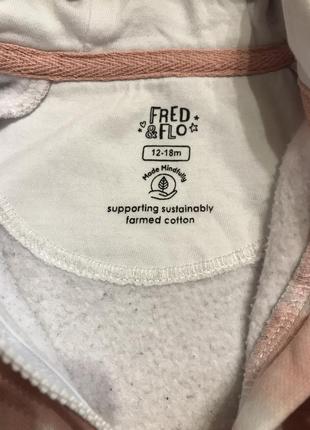 FRED
&FLO
12-18m
Made Mindfully
supporting sustainably
farmed cotton